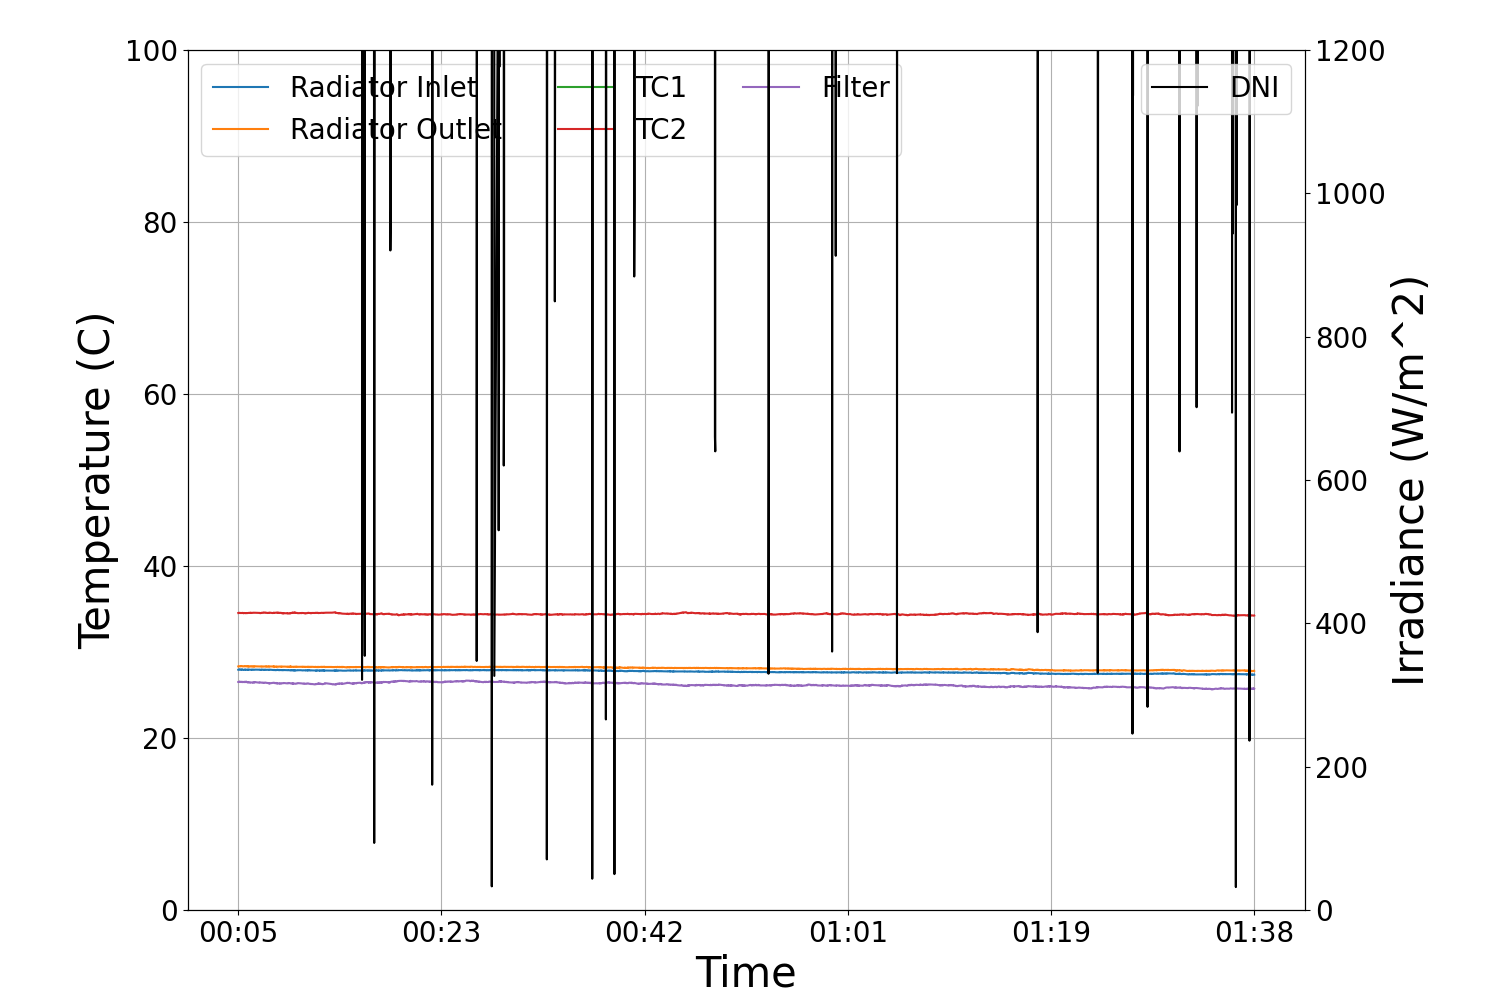 Radiator Inlet
Radiator Outlet
TC1
TC2
Filter
DNI
Temperature (C)
100
80
60
40
20
0
1200
1000
800
600
400
200
0
Irradiance (W/m^2)
00:05 00:23 00:42 01:01 01:19 01:38
Time